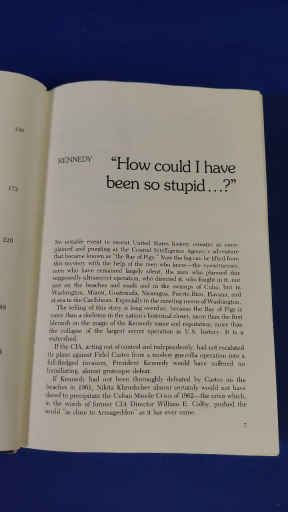 146
173
220
KENNEDY
“How could I have
been so stupid...?”
No notable event in recent United States history remains as unex-
plained and puzzling as the Central Intelligence Agency's adventure
that became known as "The Bay of Pigs." Now the fog can be lifted from
this mystery with the help of the men who know—the eyewitnesses,
men who have remained largely silent, the men who planned this
supposedly ultrasecret operation, who directed it, who fought in it, not
just on the beaches and roads and in the swamps of Cuba, but in
Washington, Miami, Guatemala, Nicaragua, Puerto Rico, Havana, and
at sea in the Caribbean. Especially in the meeting rooms of Washington.
The telling of this story is long overdue, because the Bay of Pigs is
more than a skeleton in the nation's historical closet, more than the first
blemish on the magic of the Kennedy name and reputation, more than
the collapse of the largest secret operation in U.S. history. It is a
watershed.
If the CIA, acting out of control and independently, had not escalated
its plans against Fidel Castro from a modest guerrilla operation into a
full-fledged invasion, President Kennedy would have suffered no
humiliating, almost grotesque defeat.
If Kennedy had not been thoroughly defeated by Castro on the
beaches in 1961, Nikita Khrushchev almost certainly would not have
dared to precipitate the Cuban Missile Crisis of 1962—the crisis which,
in the words of former CIA Director William E. Colby, pushed the
world "as close to Armageddon" as it has ever come.
7